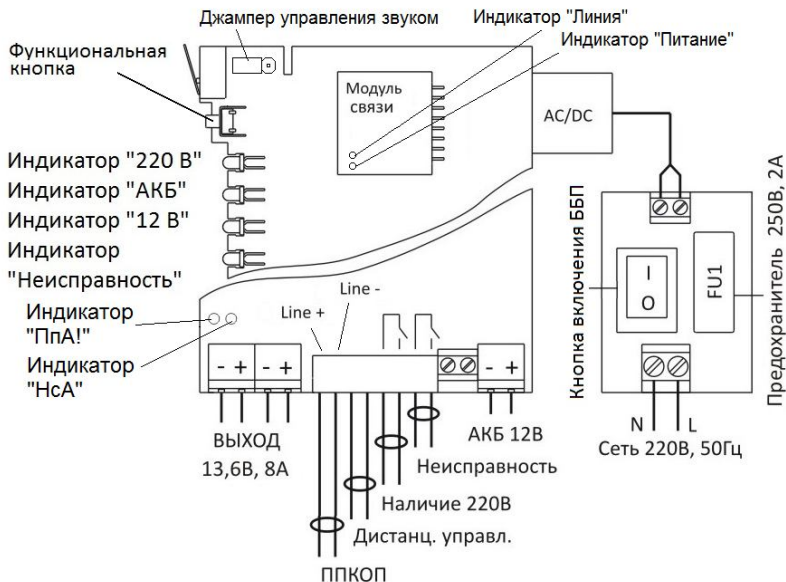 Джампер управления звуком
Индикатор "Линия"
Индикатор "Питание"
Функциональная
кнопка
Модуль
связи
AC/DC
Индикатор "220 В"
Индикатор "АКБ"
Индикатор "12 В"
Индикатор
"Неисправность"
Индикатор
"ПпА!"
Индикатор
"НсА"
Line +
Line -
- + - +
- +
ВЫХОД
13,6В, 8А
АКБ 12В
Неисправность
Наличие 220В
Дистанц. управл.
ППКОП
Кнопка включения ББП
I
O
FU1
Предохранитель 250В, 2А
N
L
Сеть 220В, 50Гц